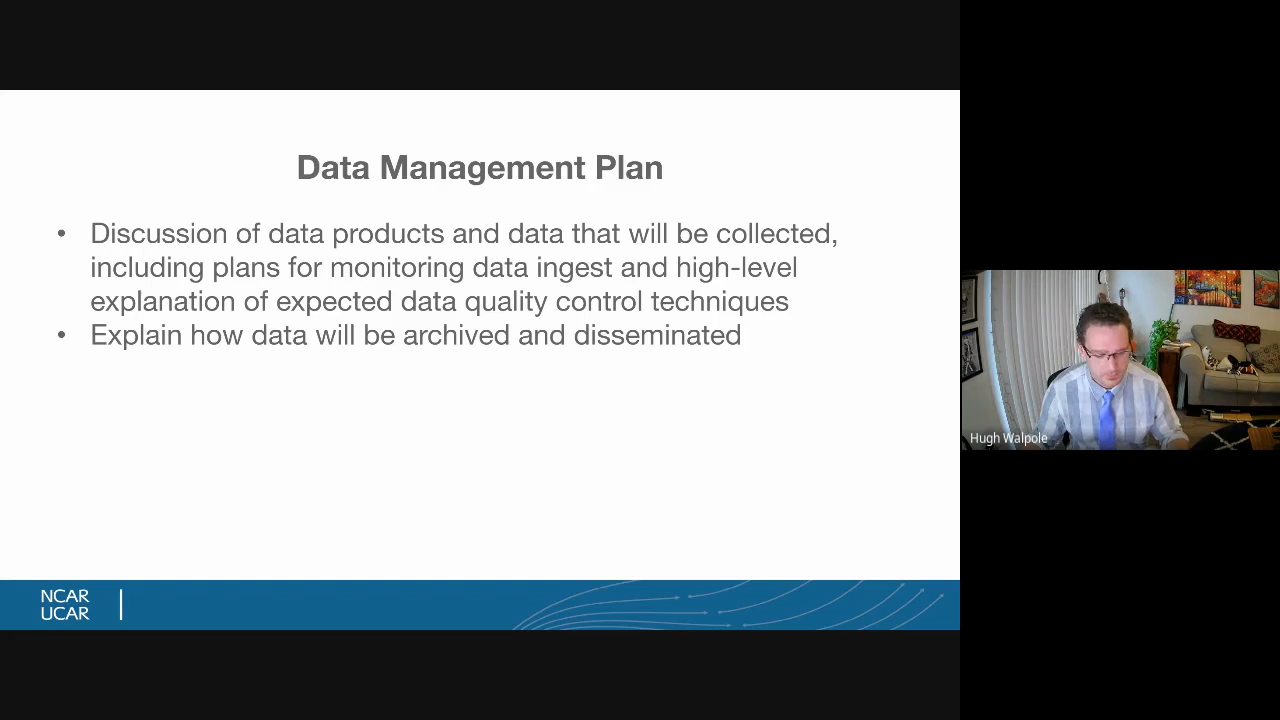 Data Management Plan
• Discussion of data products and data that will be collected,
including plans for monitoring data ingest and high-level
explanation of expected data quality control techniques
• Explain how data will be archived and disseminated
Hugh Walpole
NCAR
UCAR